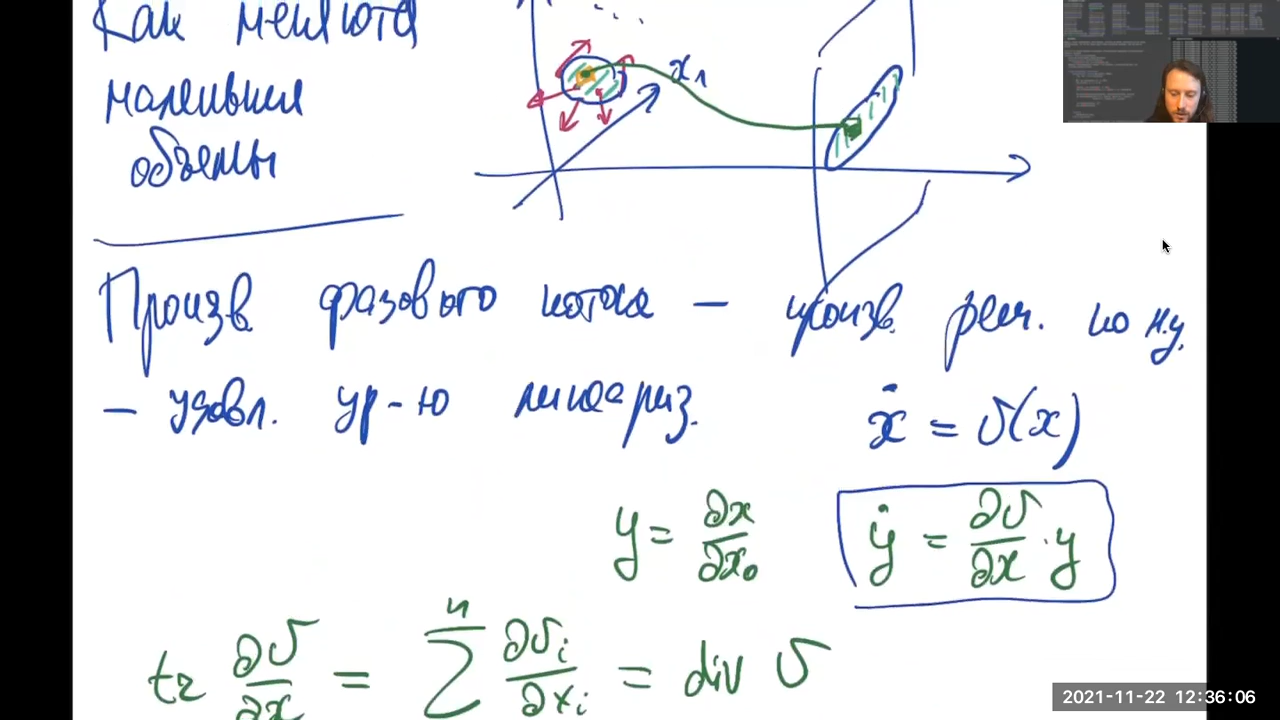 Как меняются
маленькие
объемы
x₁
Произв фазового потока – произв. реш. по н.у.
– удовл. ур-ю линеариз. ẋ = v(x)
y = ∂x/∂x₀ ẏ = ∂v/∂x · y
tr ∂v/∂x = Σⁿ ∂vᵢ/∂xᵢ = div v
2021-11-22 12:36:06